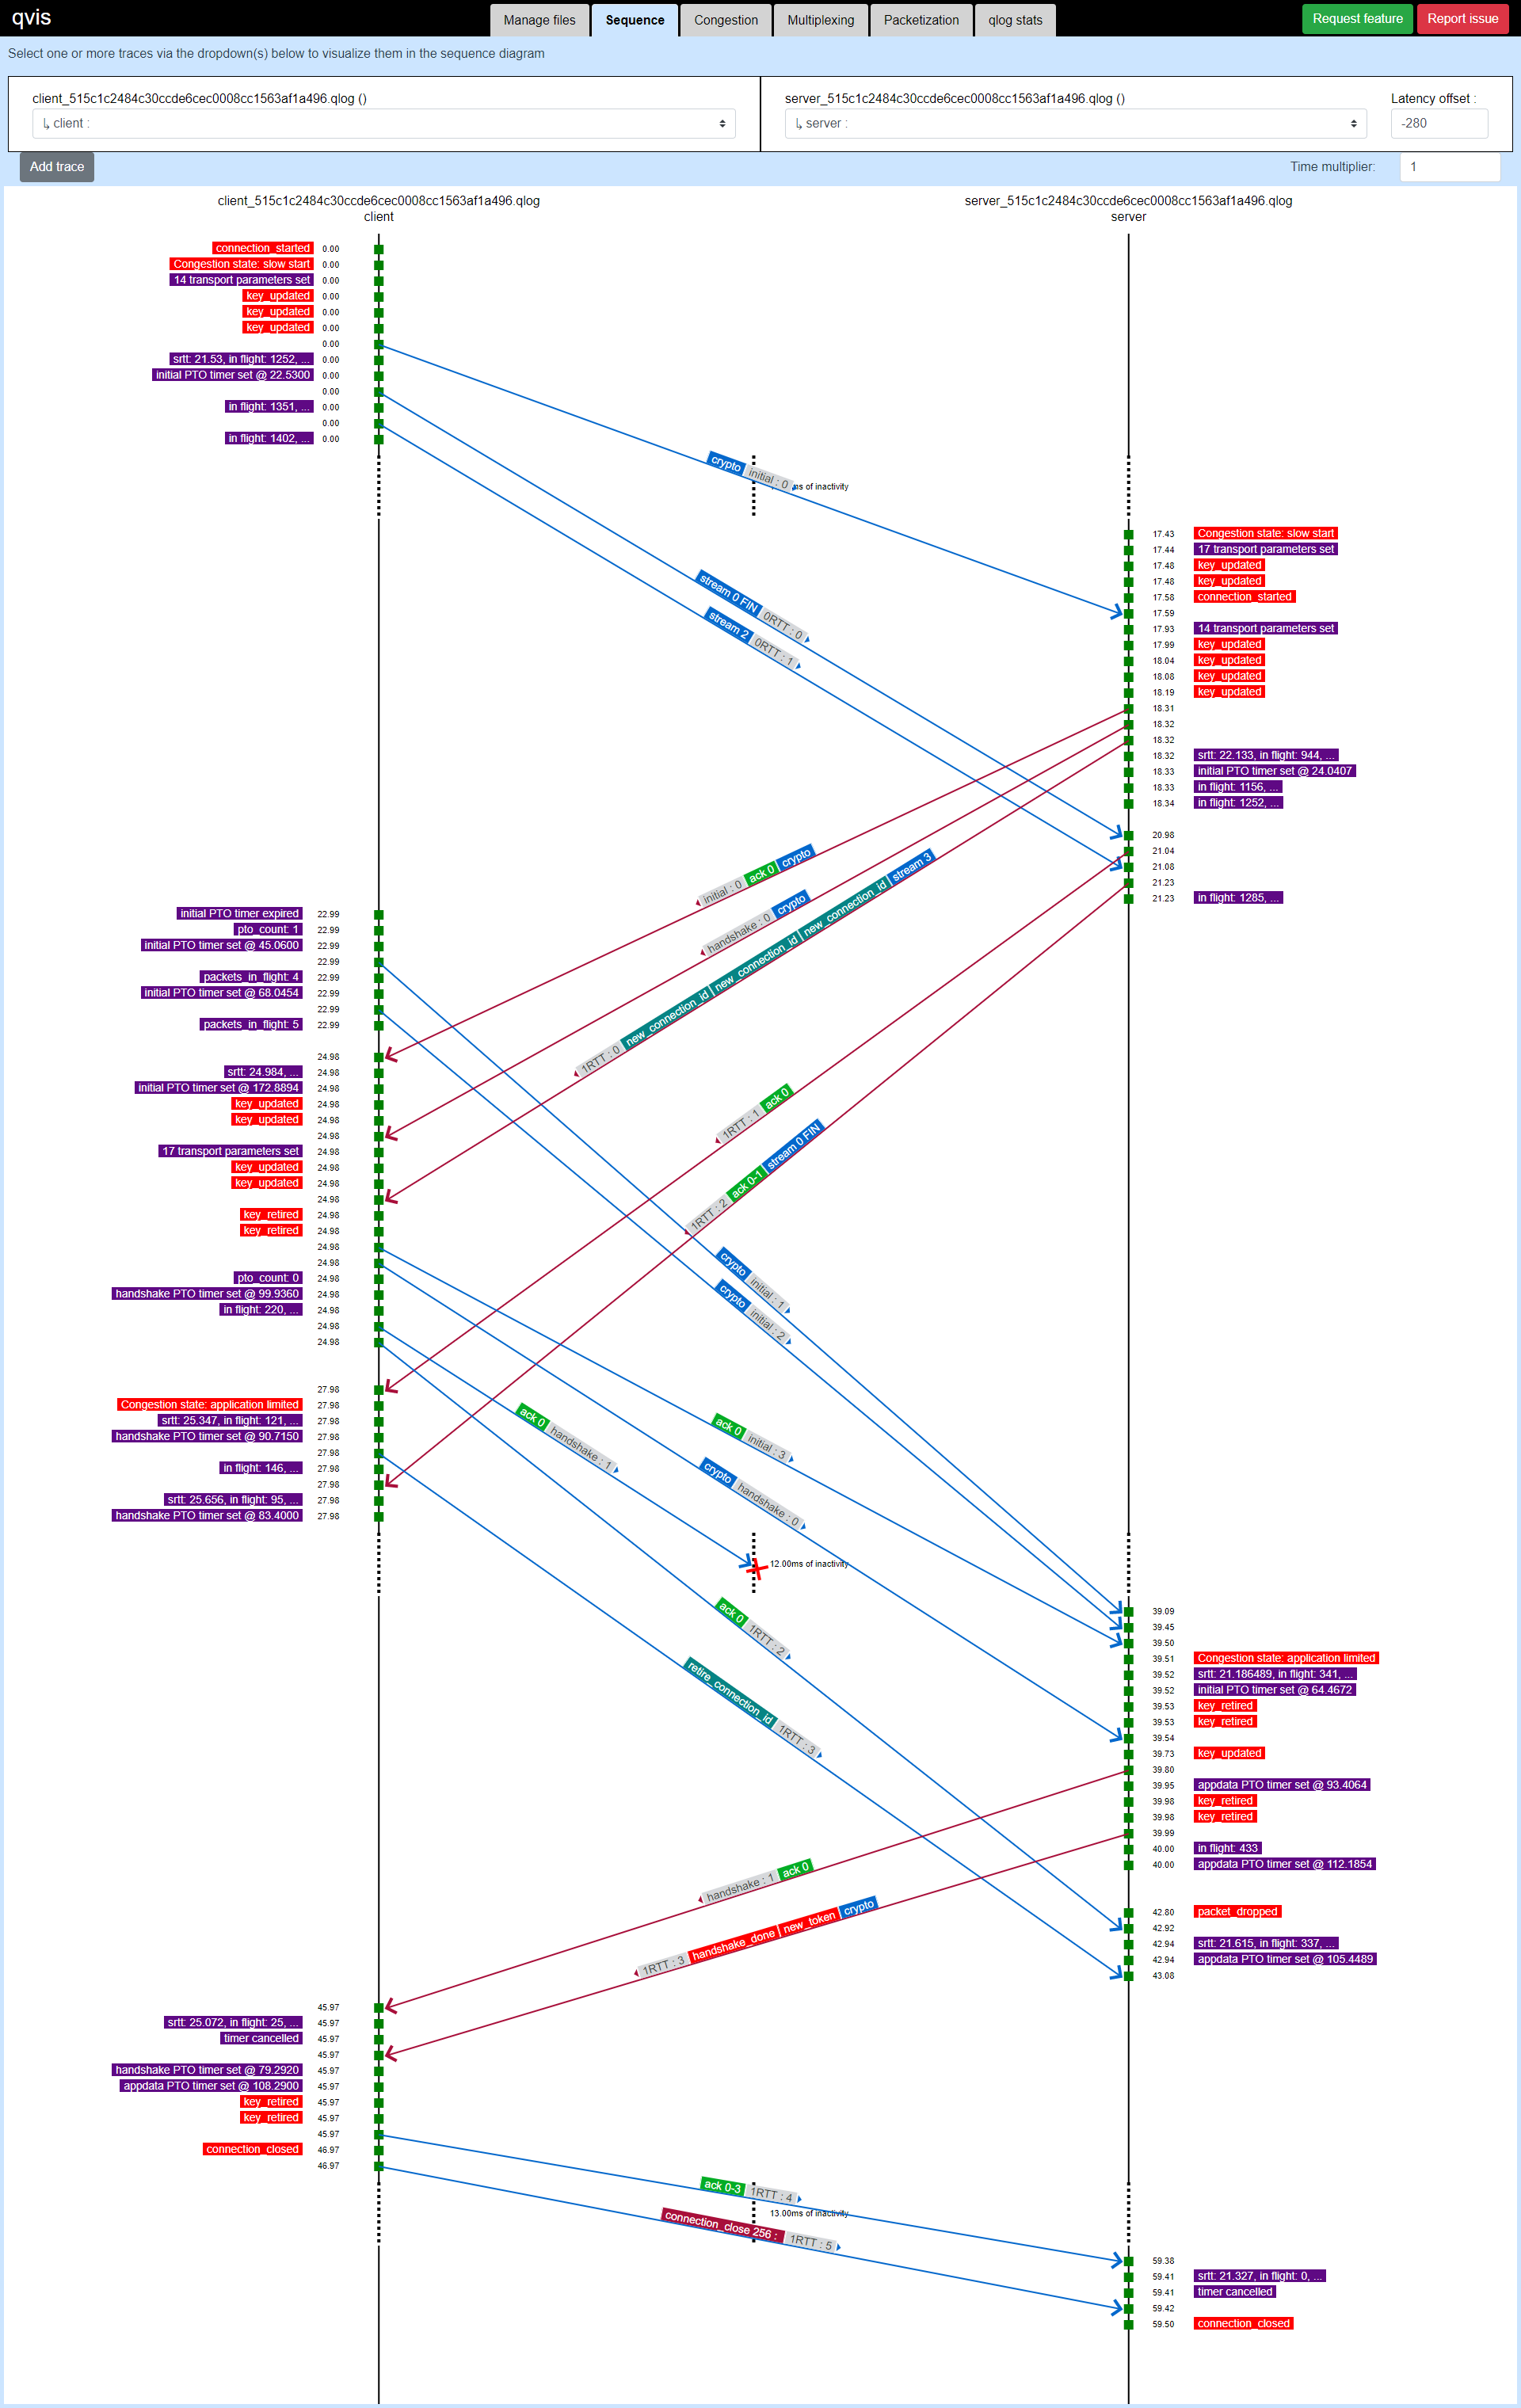 qvis
Manage files
Sequence
Congestion
Multiplexing
Packetization
qlog stats
Request feature
Report issue
Select one or more traces via the dropdown(s) below to visualize them in the sequence diagram
client_515c1c2484c30ccde6cec0008cc1563af1a496.qlog ()
↳ client :
server_515c1c2484c30ccde6cec0008cc1563af1a496.qlog ()
↳ server :
Latency offset :
-280
Add trace
Time multiplier:
1
client_515c1c2484c30ccde6cec0008cc1563af1a496.qlog
client
server_515c1c2484c30ccde6cec0008cc1563af1a496.qlog
server
connection_started 0.00
Congestion state: slow start 0.00
14 transport parameters set 0.00
key_updated 0.00
key_updated 0.00
key_updated 0.00
0.00
srtt: 21.53, in flight: 1252, ... 0.00
initial PTO timer set @ 22.5300 0.00
0.00
in flight: 1351, ... 0.00
0.00
in flight: 1402, ... 0.00
crypto initial : 0
ms of inactivity
17.43 Congestion state: slow start
17.44 17 transport parameters set
17.48 key_updated
17.48 key_updated
17.58 connection_started
17.59
17.93 14 transport parameters set
17.99 key_updated
18.04 key_updated
18.08 key_updated
18.19 key_updated
18.31
18.32
18.32
18.32 srtt: 22.133, in flight: 944, ...
18.33 initial PTO timer set @ 24.0407
18.33 in flight: 1156, ...
18.34 in flight: 1252, ...
20.98
21.04
21.08
21.23
21.23 in flight: 1285, ...
stream 0 FIN 0RTT : 0
stream 2 0RTT : 1
initial : 0 ack 0 | crypto
handshake : 0 crypto
1RTT : 0 new_connection_id | new_connection_id | new_connection_id | stream 3
initial PTO timer expired 22.99
pto_count: 1 22.99
initial PTO timer set @ 45.0600 22.99
22.99
packets_in_flight: 4 22.99
initial PTO timer set @ 68.0454 22.99
22.99
packets_in_flight: 5 22.99
24.98
srtt: 24.984, ... 24.98
initial PTO timer set @ 172.8894 24.98
key_updated 24.98
key_updated 24.98
24.98
17 transport parameters set 24.98
key_updated 24.98
key_updated 24.98
24.98
key_retired 24.98
key_retired 24.98
24.98
24.98
pto_count: 0 24.98
handshake PTO timer set @ 99.9360 24.98
in flight: 220, ... 24.98
24.98
24.98
1RTT : 1 ack 0
1RTT : 2 ack 0-1 | stream 0 FIN
crypto initial : 1
crypto initial : 2
27.98
Congestion state: application limited 27.98
srtt: 25.347, in flight: 121, ... 27.98
handshake PTO timer set @ 90.7150 27.98
27.98
in flight: 146, ... 27.98
27.98
srtt: 25.656, in flight: 95, ... 27.98
handshake PTO timer set @ 83.4000 27.98
ack 0 handshake : 1
ack 0 initial : 3
crypto handshake : 0
12.00ms of inactivity
ack 0 1RTT : 2
retire_connection_id 1RTT : 3
39.09
39.45
39.50
39.51 Congestion state: application limited
39.52 srtt: 21.186489, in flight: 341, ...
39.52 initial PTO timer set @ 64.4672
39.53 key_retired
39.53 key_retired
39.54
39.73 key_updated
39.80
39.95 appdata PTO timer set @ 93.4064
39.98 key_retired
39.98 key_retired
39.99
40.00 in flight: 433
40.00 appdata PTO timer set @ 112.1854
42.80 packet_dropped
42.92
42.94 srtt: 21.615, in flight: 337, ...
42.94 appdata PTO timer set @ 105.4489
43.08
handshake : 1 ack 0
1RTT : 3 handshake_done | new_token | crypto
45.97
srtt: 25.072, in flight: 25, ... 45.97
timer cancelled 45.97
45.97
handshake PTO timer set @ 79.2920 45.97
appdata PTO timer set @ 108.2900 45.97
key_retired 45.97
key_retired 45.97
45.97
connection_closed 46.97
46.97
ack 0-3 1RTT : 4
13.00ms of inactivity
connection_close 256 : 1RTT : 5
59.38
59.41 srtt: 21.327, in flight: 0, ...
59.41 timer cancelled
59.42
59.50 connection_closed